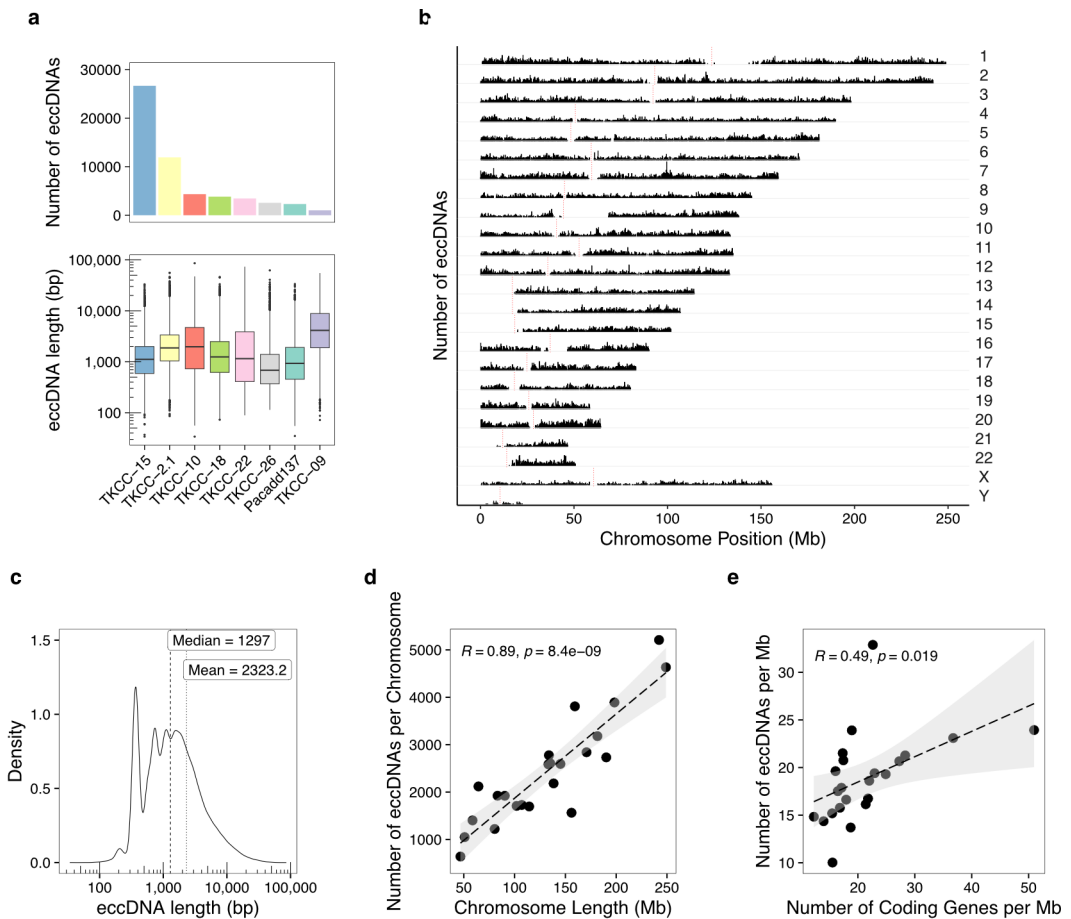 a
Number of eccDNAs
30000
20000
10000
0
eccDNA length (bp)
100,000
10,000
1,000
100
TKCC−15
TKCC−2.1
TKCC−10
TKCC−18
TKCC−22
TKCC−26
Pacadd137
TKCC−09
b
Number of eccDNAs
1
2
3
4
5
6
7
8
9
10
11
12
13
14
15
16
17
18
19
20
21
22
X
Y
0
50
100
150
200
250
Chromosome Position (Mb)
c
Density
1.5
1.0
0.5
0.0
Median = 1297
Mean = 2323.2
100
1,000
10,000
100,000
eccDNA length (bp)
d
Number of eccDNAs per Chromosome
5000
4000
3000
2000
1000
R = 0.89, p = 8.4e−09
50
100
150
200
250
Chromosome Length (Mb)
e
Number of eccDNAs per Mb
30
25
20
15
10
R = 0.49, p = 0.019
20
30
40
50
Number of Coding Genes per Mb